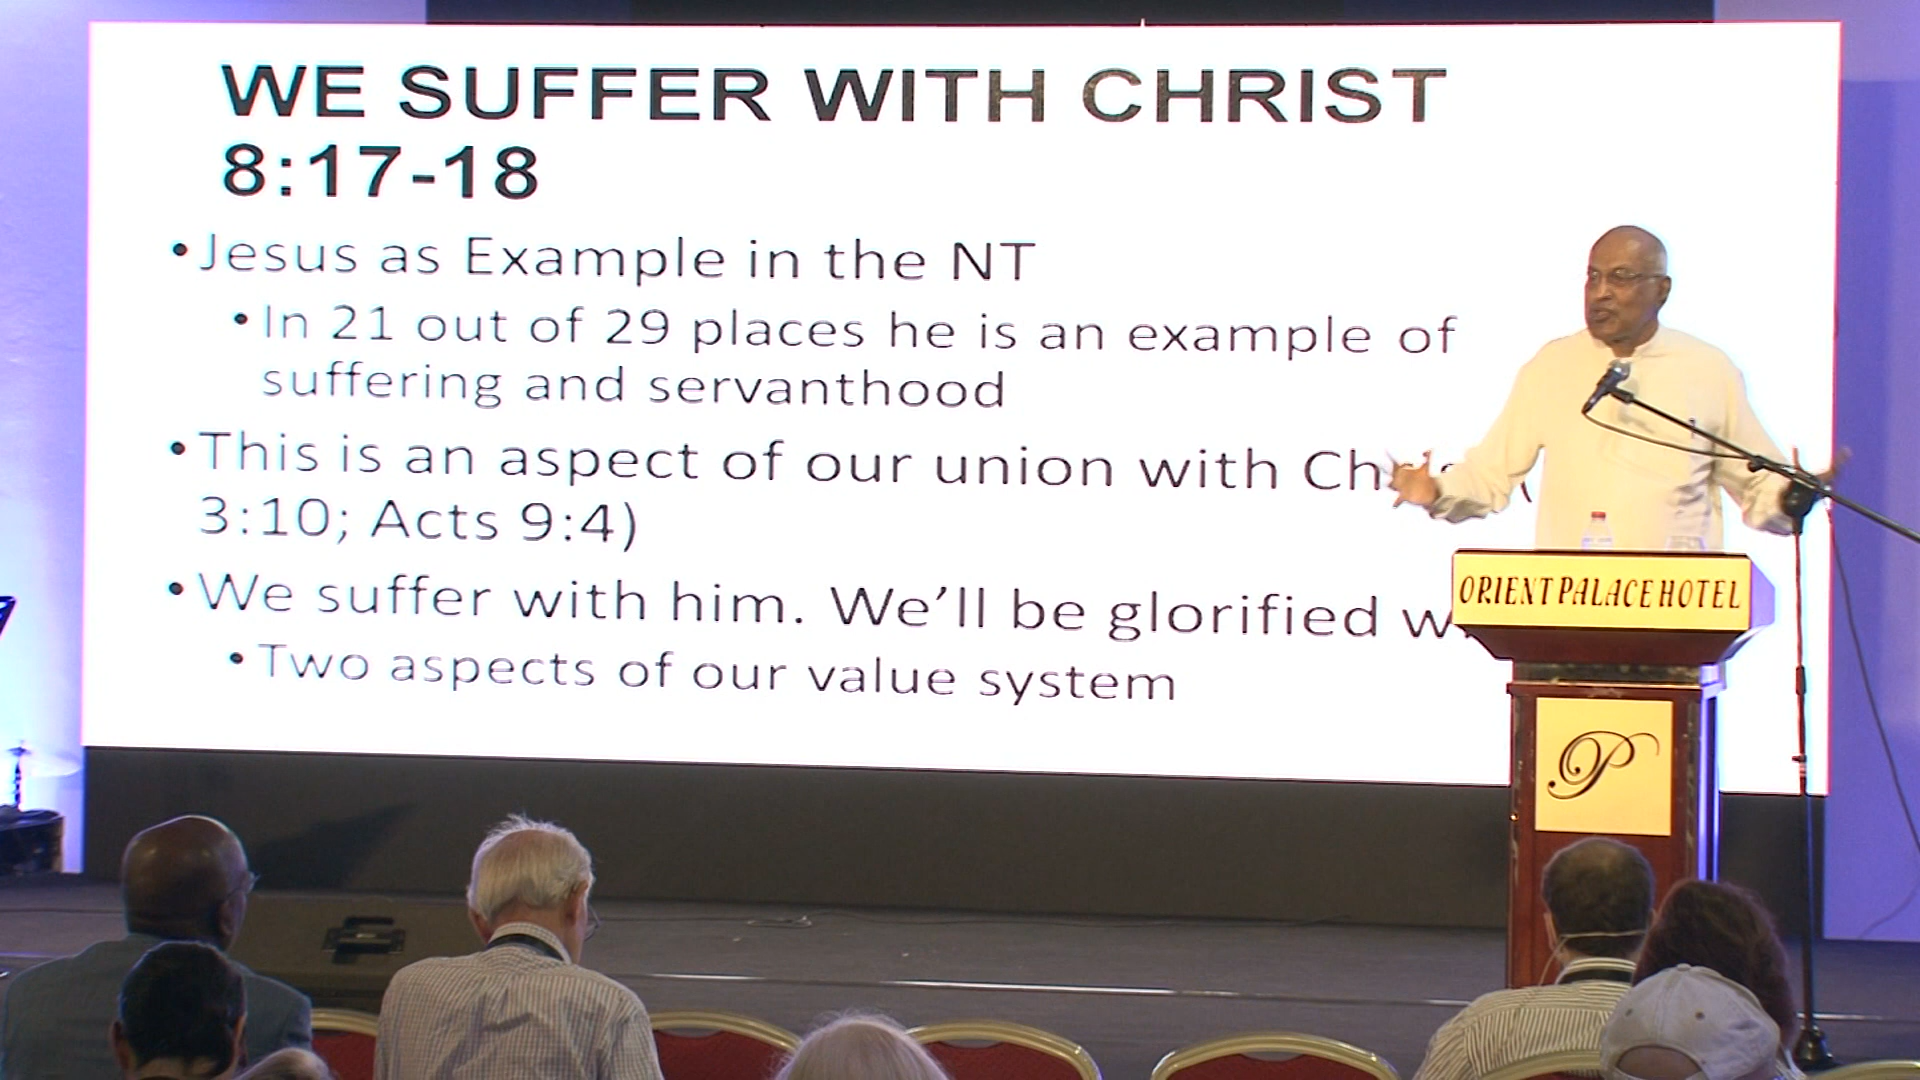 WE SUFFER WITH CHRIST
8:17-18
•Jesus as Example in the NT
•In 21 out of 29 places he is an example of
suffering and servanthood
•This is an aspect of our union with
3:10; Acts 9:4)
•We suffer with him. We’ll be glorified
•Two aspects of our value system
ORIENT PALACE HOTEL
P